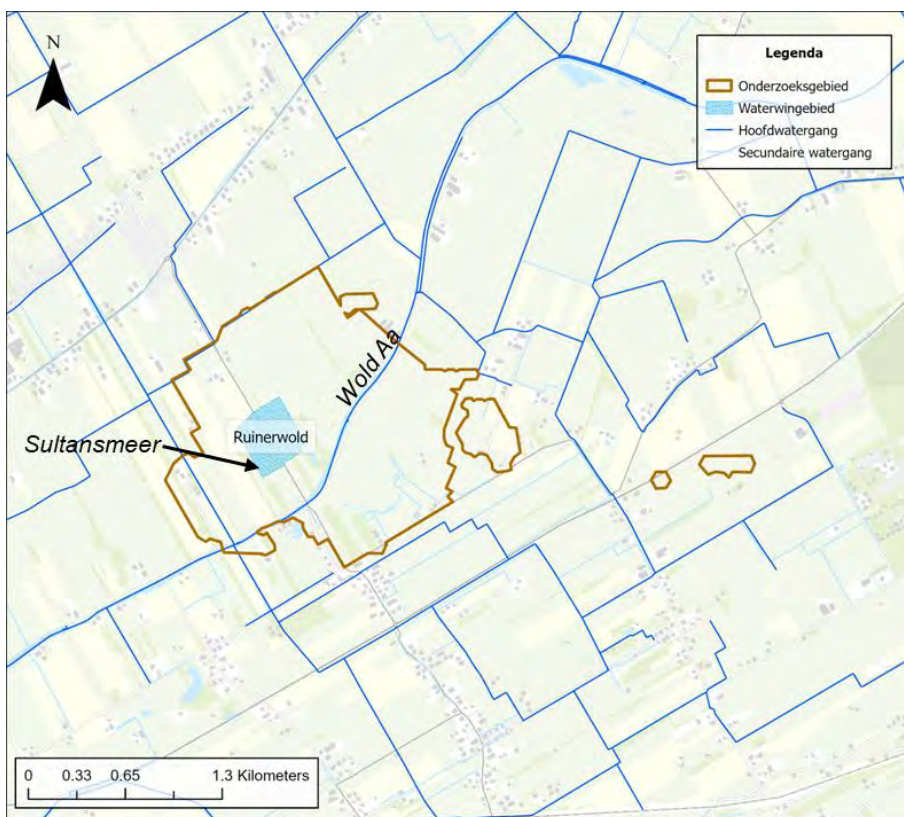 N
Legenda
Onderzoeksgebied
Waterwingebied
Hoofdwatergang
Secundaire watergang
Wold Aa
Ruinerwold
Sultansmeer
0 0.33 0.65 1.3 Kilometers